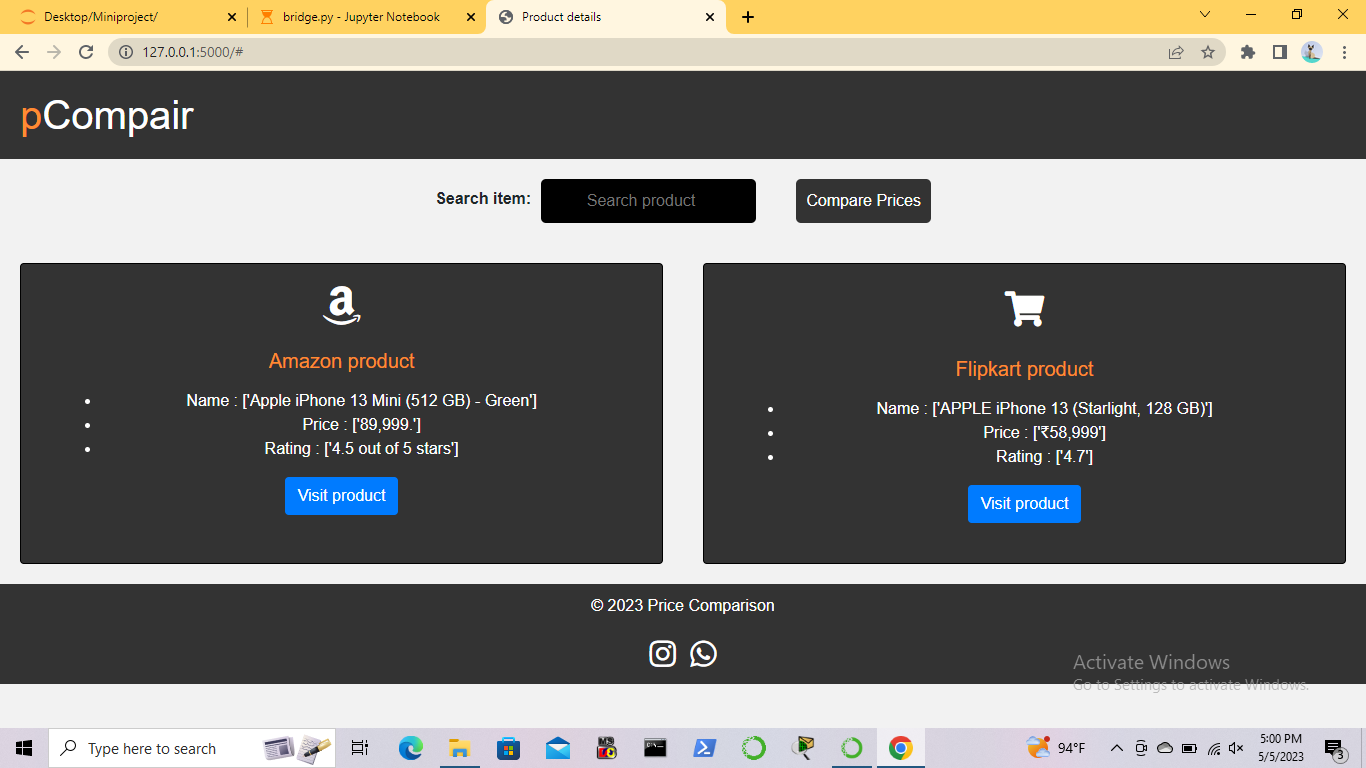 Desktop/Miniproject/
bridge.py - Jupyter Notebook
Product details
127.0.0.1:5000/#
pCompair
Search item:
Search product
Compare Prices
a
Amazon product
Name : ['Apple iPhone 13 Mini (512 GB) - Green']
Price : ['89,999.']
Rating : ['4.5 out of 5 stars']
Visit product
Flipkart product
Name : ['APPLE iPhone 13 (Starlight, 128 GB)']
Price : ['₹58,999']
Rating : ['4.7']
Visit product
© 2023 Price Comparison
Activate Windows
Go to Settings to activate Windows.
Type here to search
94°F
5:00 PM
5/5/2023
3